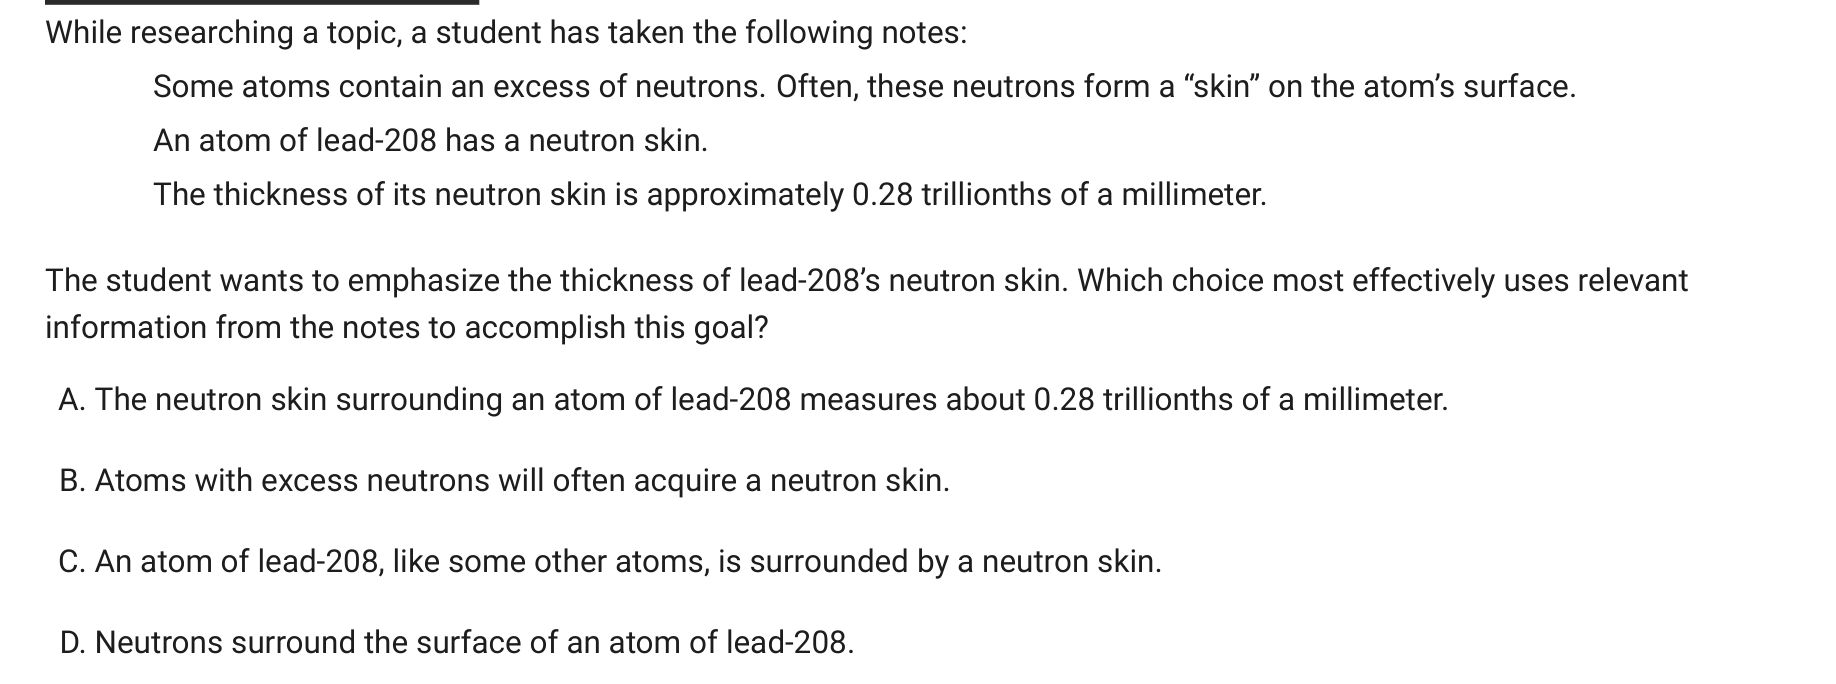 While researching a topic, a student has taken the following notes:
Some atoms contain an excess of neutrons. Often, these neutrons form a “skin” on the atom’s surface.
An atom of lead-208 has a neutron skin.
The thickness of its neutron skin is approximately 0.28 trillionths of a millimeter.
The student wants to emphasize the thickness of lead-208’s neutron skin. Which choice most effectively uses relevant
information from the notes to accomplish this goal?
A. The neutron skin surrounding an atom of lead-208 measures about 0.28 trillionths of a millimeter.
B. Atoms with excess neutrons will often acquire a neutron skin.
C. An atom of lead-208, like some other atoms, is surrounded by a neutron skin.
D. Neutrons surround the surface of an atom of lead-208.